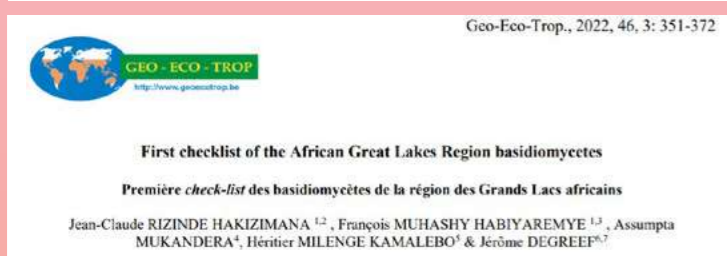 Geo-Eco-Trop., 2022, 46, 3: 351-372
GEO - ECO - TROP
http://www.geoecotrop.be
First checklist of the African Great Lakes Region basidiomycetes
Première check-list des basidiomycètes de la région des Grands Lacs africains
Jean-Claude RIZINDE HAKIZIMANA 1,2 , François MUHASHY HABIYAREMYE 1,3 , Assumpta
MUKANDERA4, Héritier MILENGE KAMALEBO5 & Jérôme DEGREEF6,7